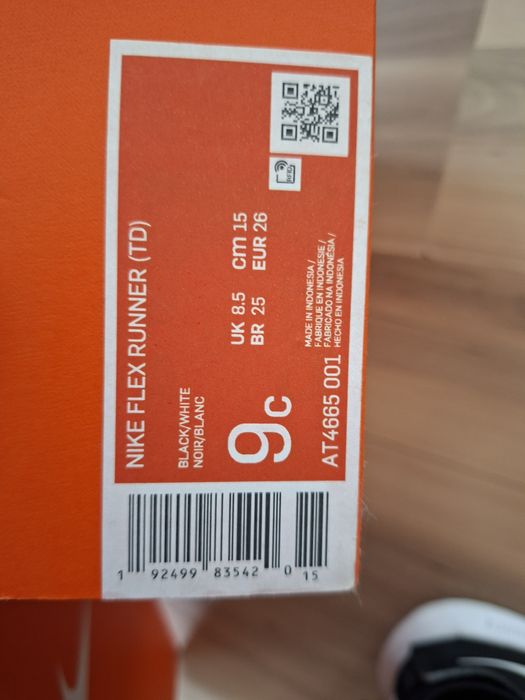 NIKE FLEX RUNNER (TD)
BLACK/WHITE
NOIR/BLANC
9C
UK 8.5 cm 15
BR 25 EUR 26
RFID
AT4665 001
MADE IN INDONESIA /
FABRIQUE EN INDONESIE /
FABRICADO NA INDONÉSIA /
HECHO EN INDONESIA
1 92499 83542 0 15